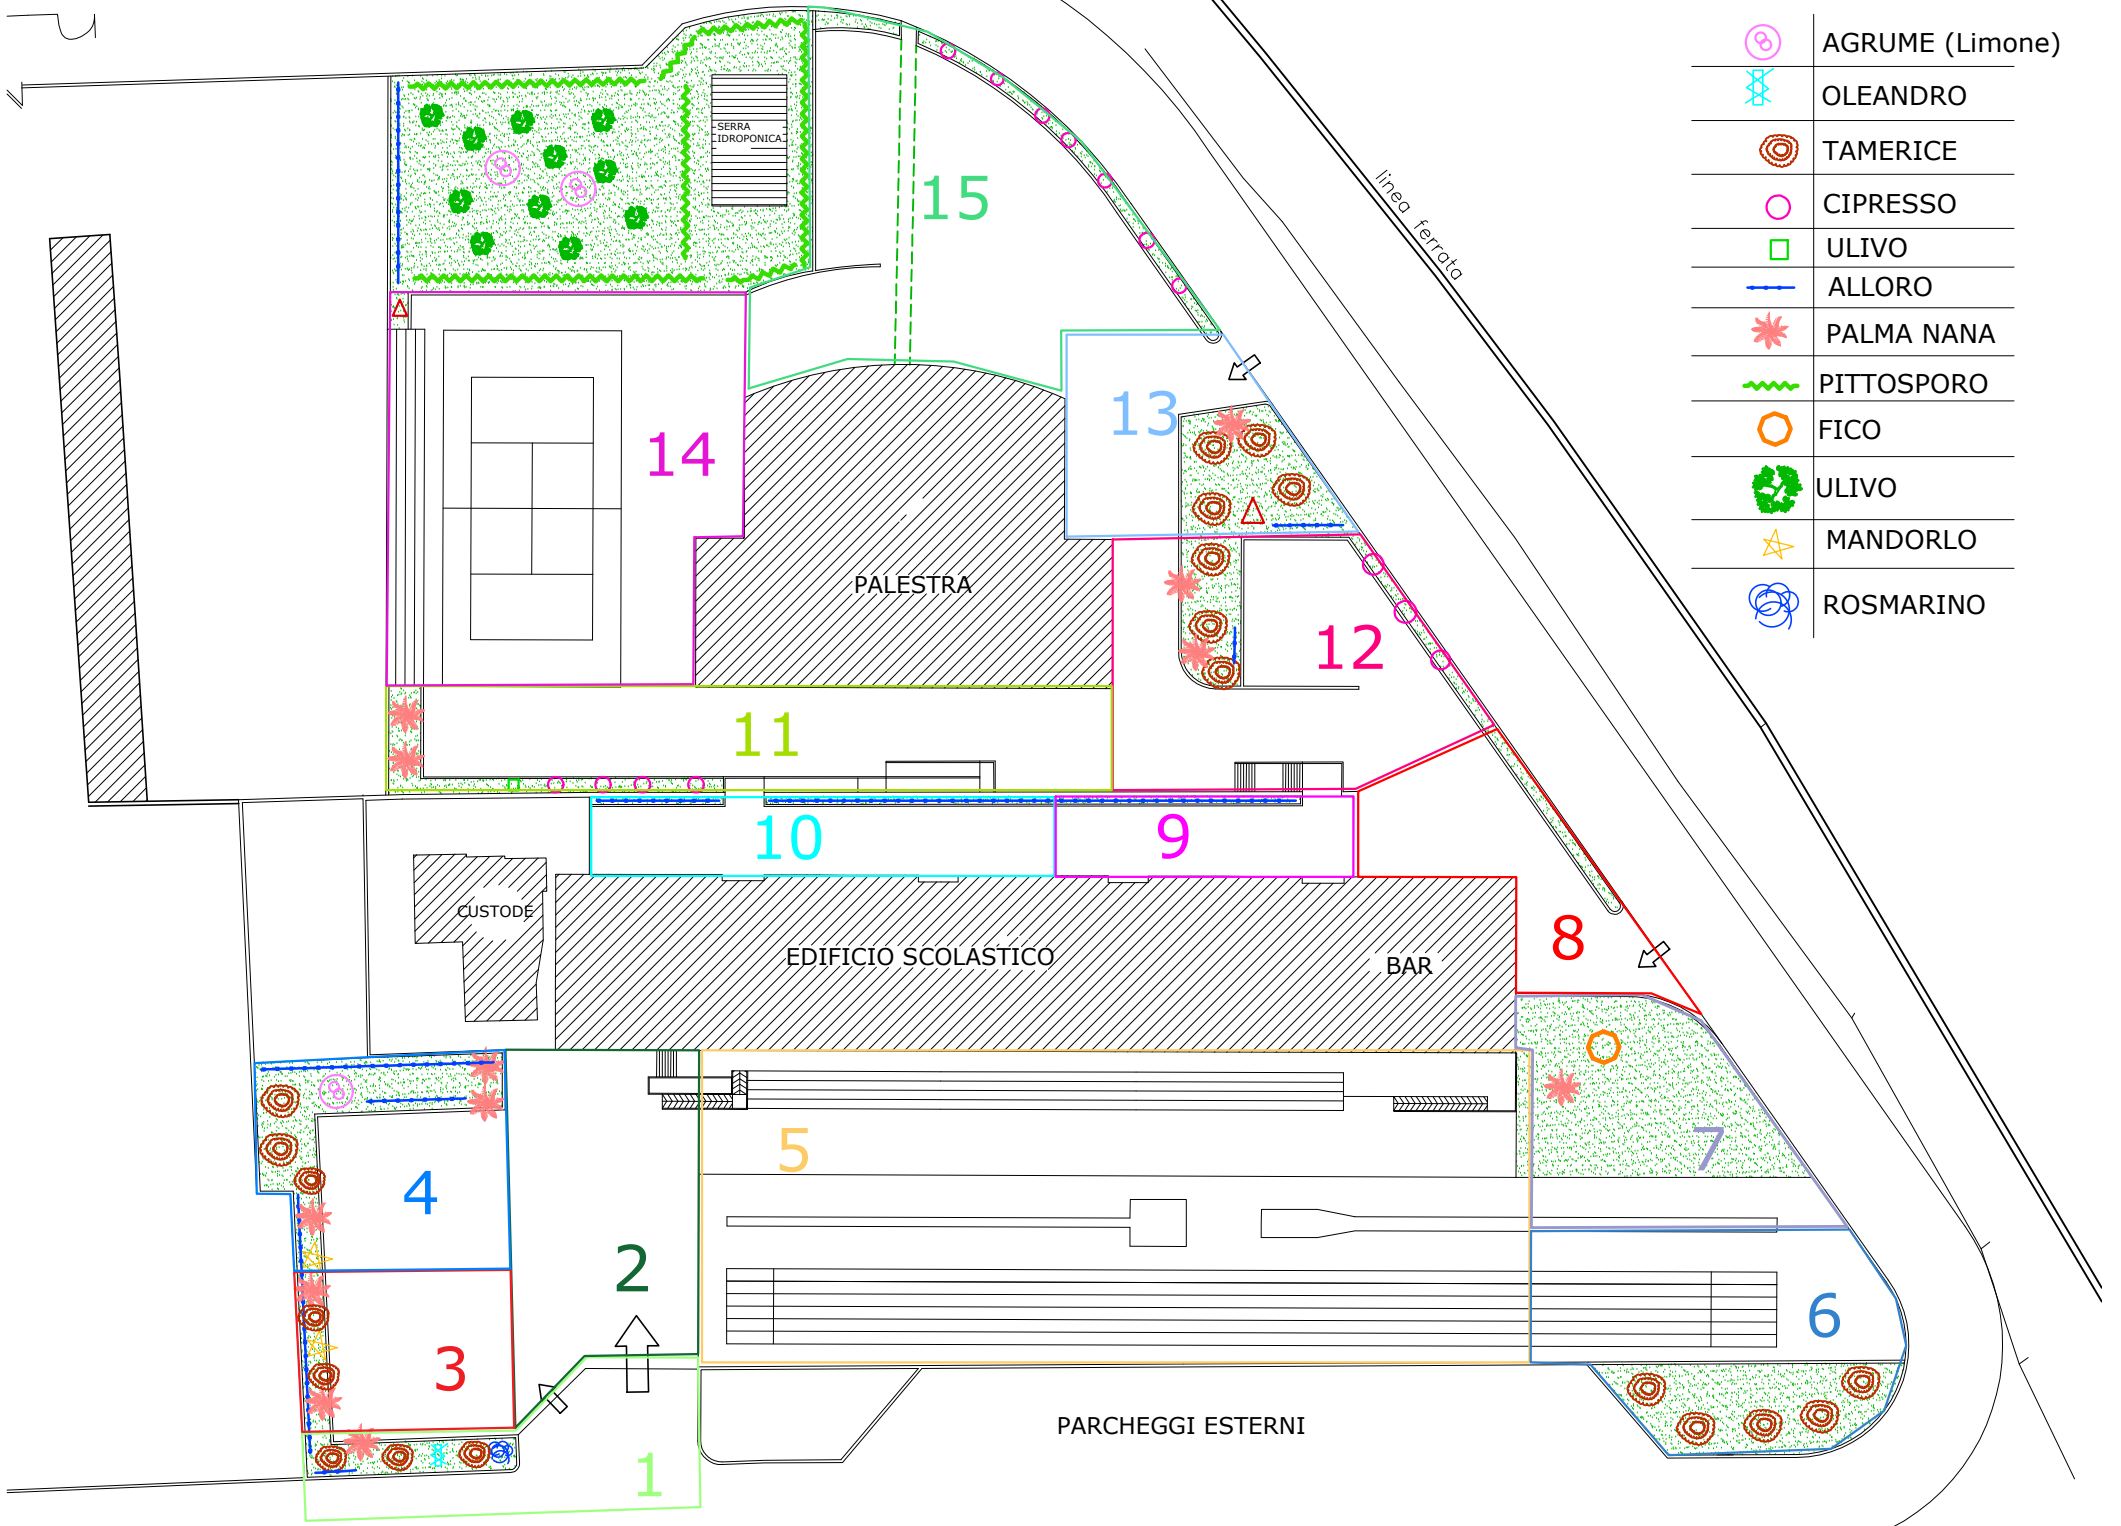 AGRUME (Limone)
OLEANDRO
TAMERICE
CIPRESSO
ULIVO
ALLORO
PALMA NANA
PITTOSPORO
FICO
ULIVO
MANDORLO
ROSMARINO
SERRA
IDROPONICA
linea ferrata
15
13
14
PALESTRA
12
11
10
9
CUSTODE
EDIFICIO SCOLASTICO
BAR
8
5
7
4
2
6
3
PARCHEGGI ESTERNI
1